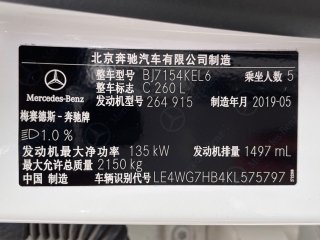 北京奔驰汽车有限公司制造
整车型号 BJ7154KEL6 乘坐人数 5
整车标志 C 260 L
发动机型号 264 915 制造年月 2019-05
Mercedes-Benz
梅赛德斯-奔驰牌
1.0 %
发动机最大净功率 135 kW 发动机排量 1497 mL
最大允许总质量 2150 kg
中国 制造 车辆识别代号 LE4WG7HB4KL575797